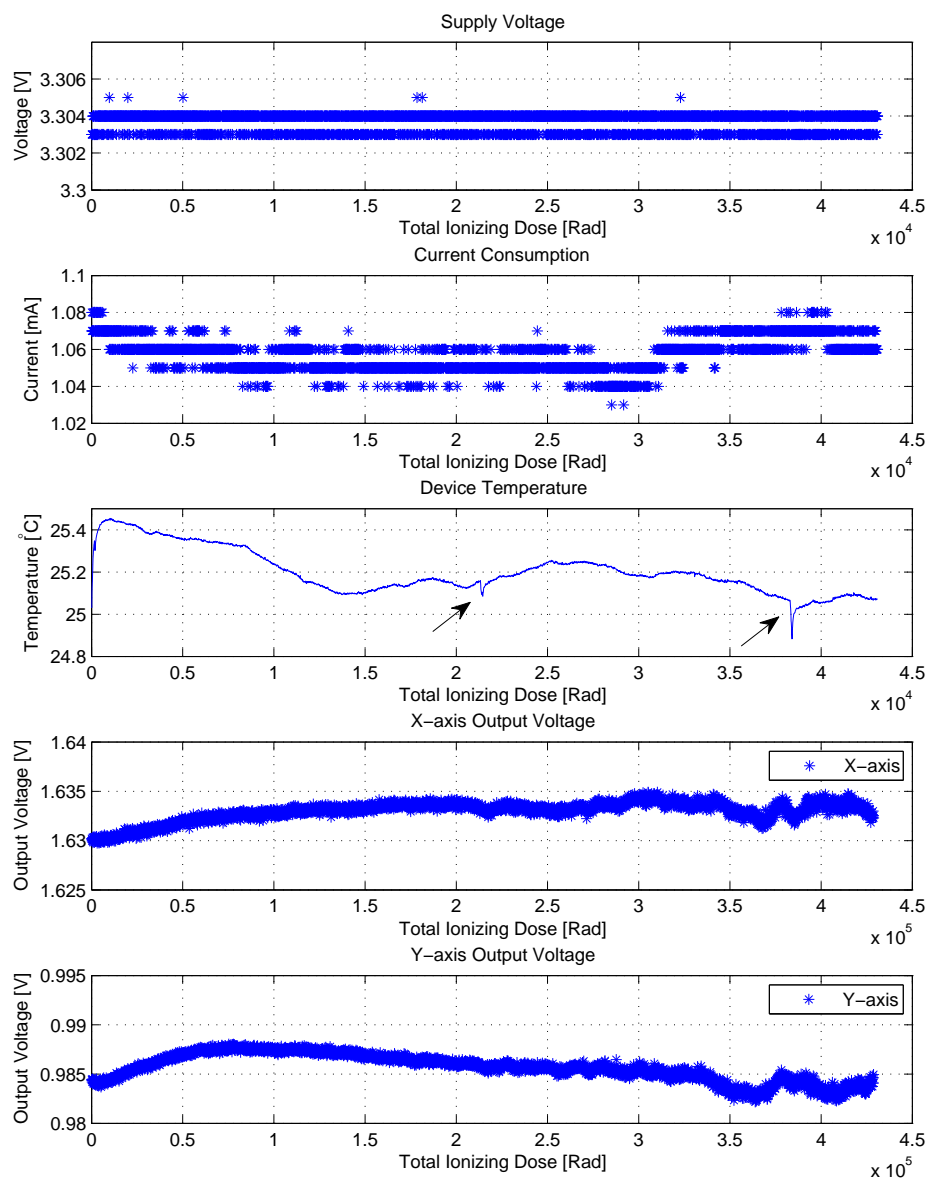 Supply Voltage
Voltage [V]
3.306
3.304
3.302
3.3
0 0.5 1 1.5 2 2.5 3 3.5 4 4.5
x 10^4
Total Ionizing Dose [Rad]
Current Consumption
Current [mA]
1.1
1.08
1.06
1.04
1.02
0 0.5 1 1.5 2 2.5 3 3.5 4 4.5
x 10^4
Total Ionizing Dose [Rad]
Device Temperature
Temperature [°C]
25.4
25.2
25
24.8
0 0.5 1 1.5 2 2.5 3 3.5 4 4.5
x 10^4
Total Ionizing Dose [Rad]
X−axis Output Voltage
Output Voltage [V]
1.64
1.635
1.63
1.625
X−axis
0 0.5 1 1.5 2 2.5 3 3.5 4 4.5
x 10^5
Total Ionizing Dose [Rad]
Y−axis Output Voltage
Output Voltage [V]
0.995
0.99
0.985
0.98
Y−axis
0 0.5 1 1.5 2 2.5 3 3.5 4 4.5
x 10^5
Total Ionizing Dose [Rad]